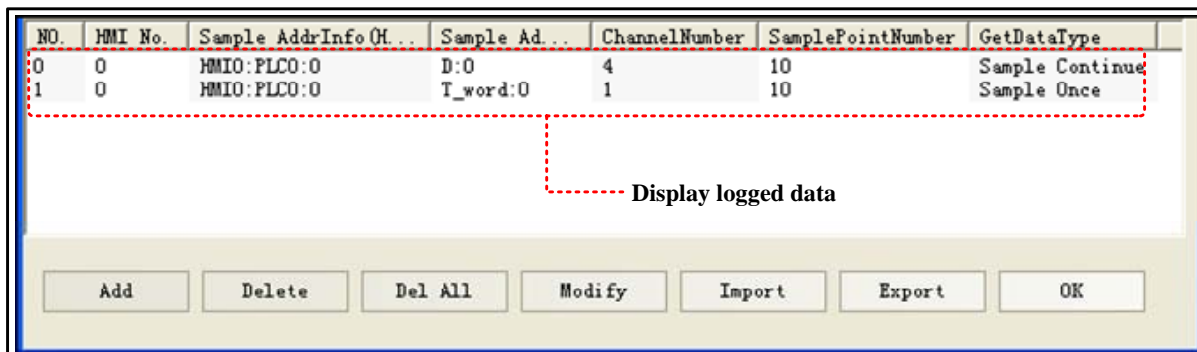 NO. HMI No. Sample AddrInfo(H... Sample Ad... ChannelNumber SamplePointNumber GetDataType
0 0 HMI0:PLC0:0 D:0 4 10 Sample Continue
1 0 HMI0:PLC0:0 T_word:0 1 10 Sample Once
Display logged data
Add Delete Del All Modify Import Export OK